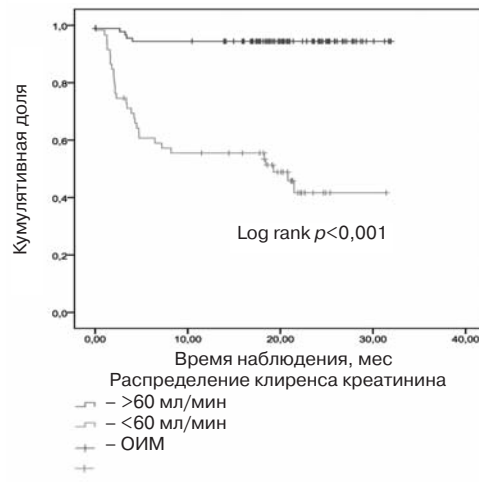 Кумулятивная доля
1,0
0,8
0,6
0,4
0,2
0,0
Log rank p<0,001
0,00 10,00 20,00 30,00 40,00
Время наблюдения, мес
Распределение клиренса креатинина
– >60 мл/мин
– <60 мл/мин
– ОИМ